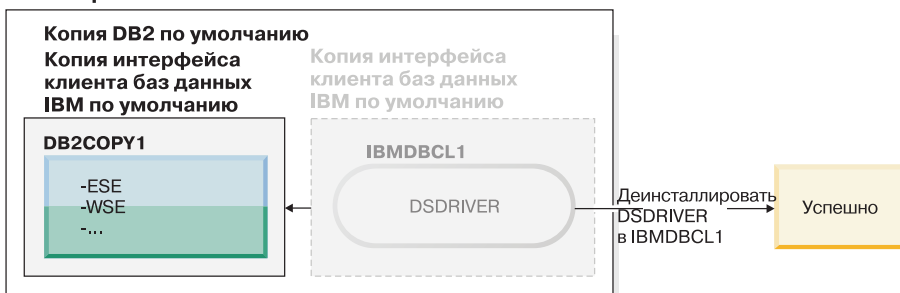 Копия DB2 по умолчанию
Копия интерфейса
клиента баз данных
IBM по умолчанию
Копия интерфейса
клиента баз данных
IBM по умолчанию
DB2COPY1
-ESE
-WSE
-...
IBMDBCL1
DSDRIVER
Деинсталлировать
DSDRIVER
в IBMDBCL1
Успешно